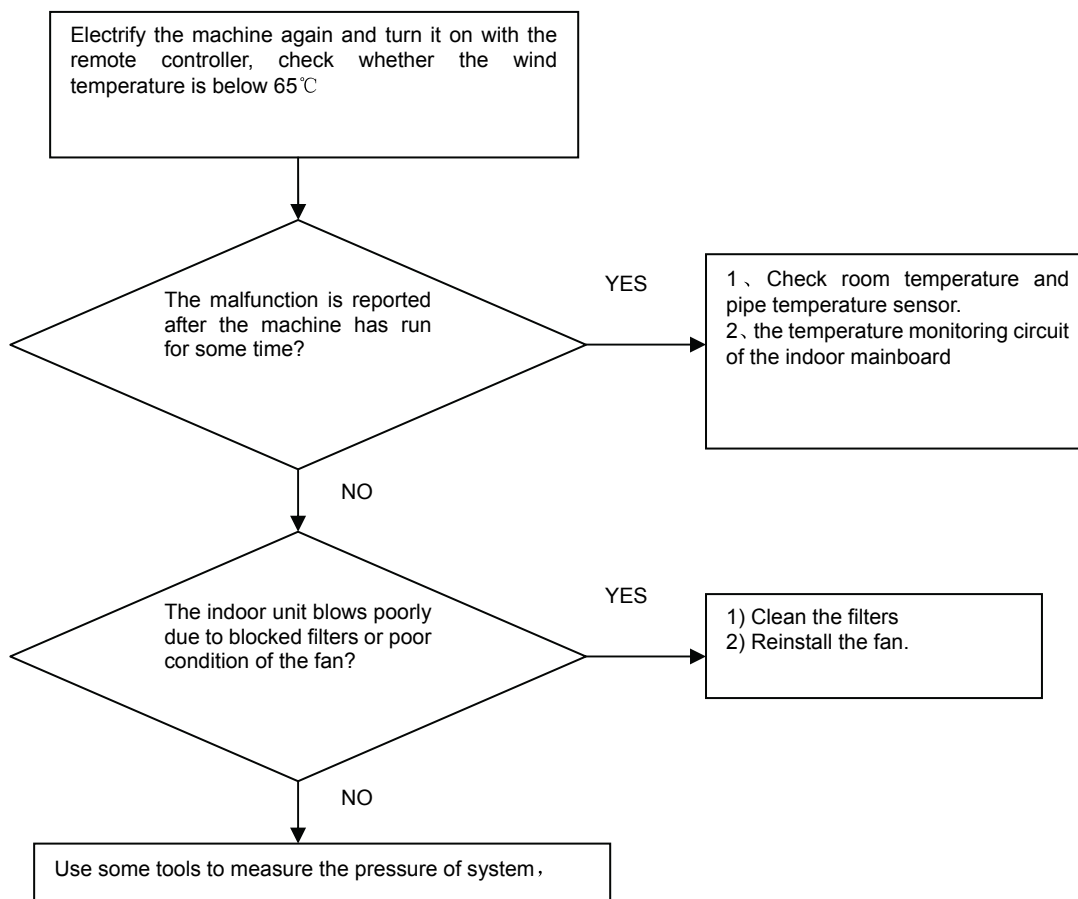 Electrify the machine again and turn it on with the
remote controller, check whether the wind
temperature is below 65℃
The malfunction is reported
after the machine has run
for some time?
YES
1、Check room temperature and
pipe temperature sensor.
2、the temperature monitoring circuit
of the indoor mainboard
NO
The indoor unit blows poorly
due to blocked filters or poor
condition of the fan?
YES
1) Clean the filters
2) Reinstall the fan.
NO
Use some tools to measure the pressure of system，